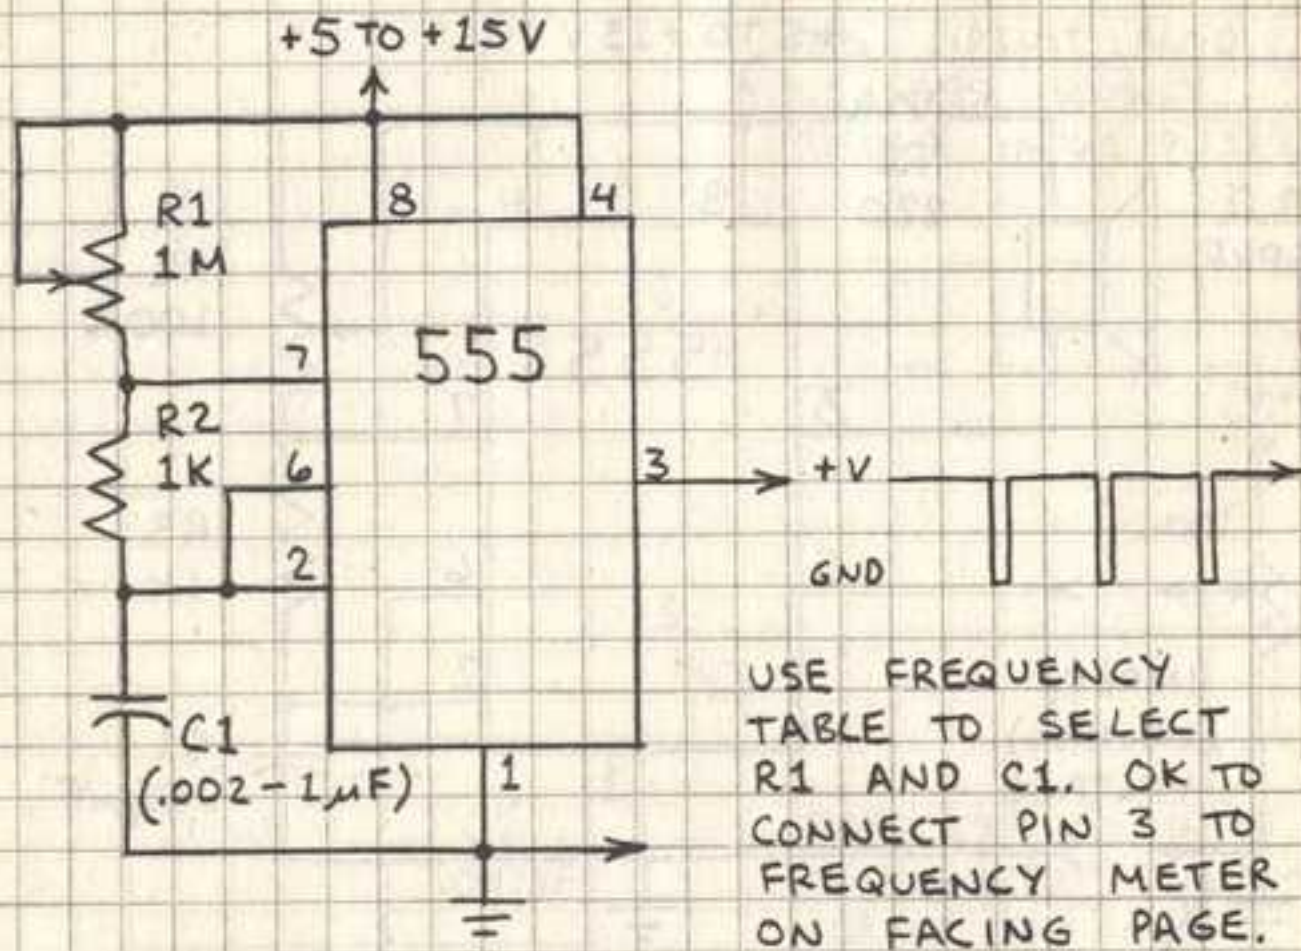 +5 TO +15V
8
4
R1
1M
7
555
R2
1K
6
3
+V
2
GND
C1
(.002-1µF)
1
USE FREQUENCY
TABLE TO SELECT
R1 AND C1. OK TO
CONNECT PIN 3 TO
FREQUENCY METER
ON FACING PAGE.